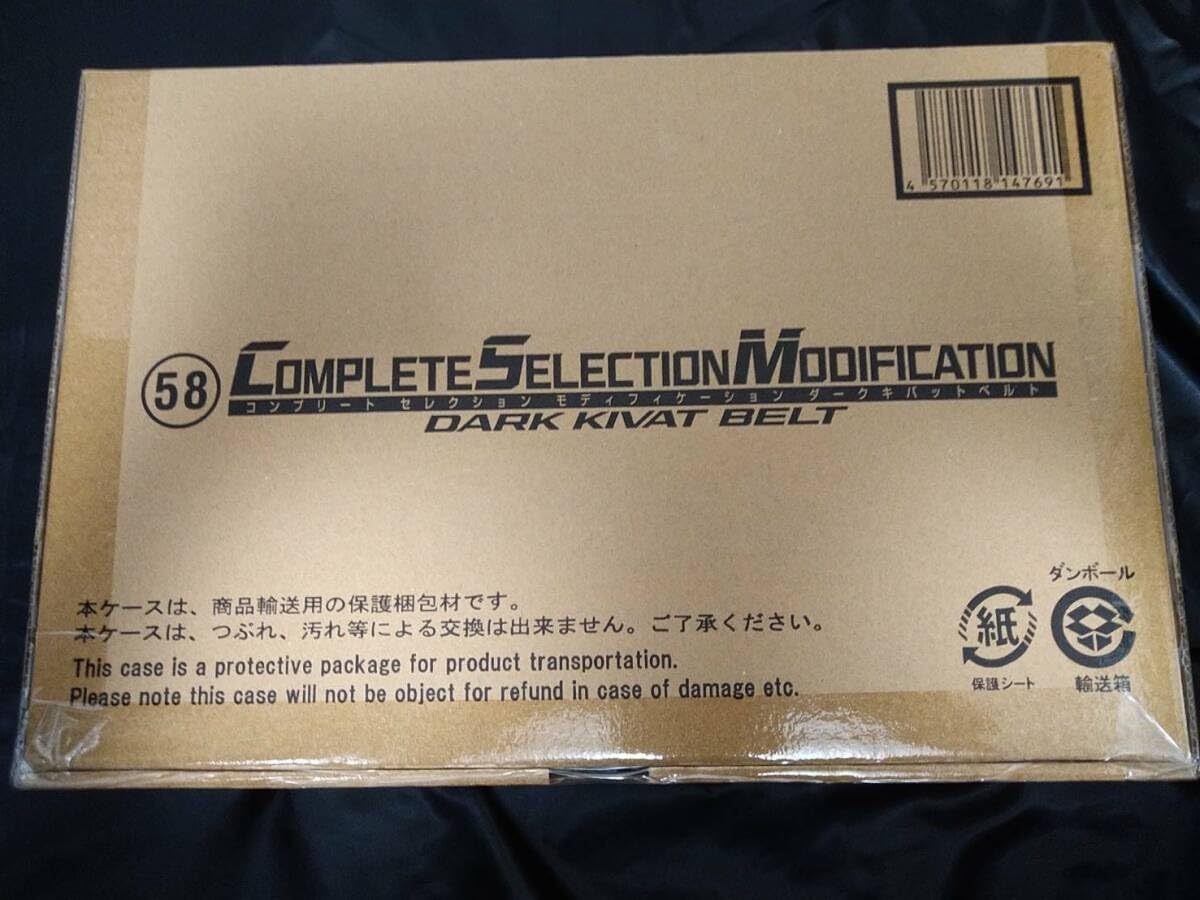 4 570118 147691
58
COMPLETE SELECTION MODIFICATION
コンプリート セレクション モディフィケーション ダークキバットベルト
DARK KIVAT BELT
本ケースは、商品輸送用の保護梱包材です。
本ケースは、つぶれ、汚れ等による交換は出来ません。ご了承ください。
This case is a protective package for product transportation.
Please note this case will not be object for refund in case of damage etc.
紙
保護シート
ダンボール
輸送箱